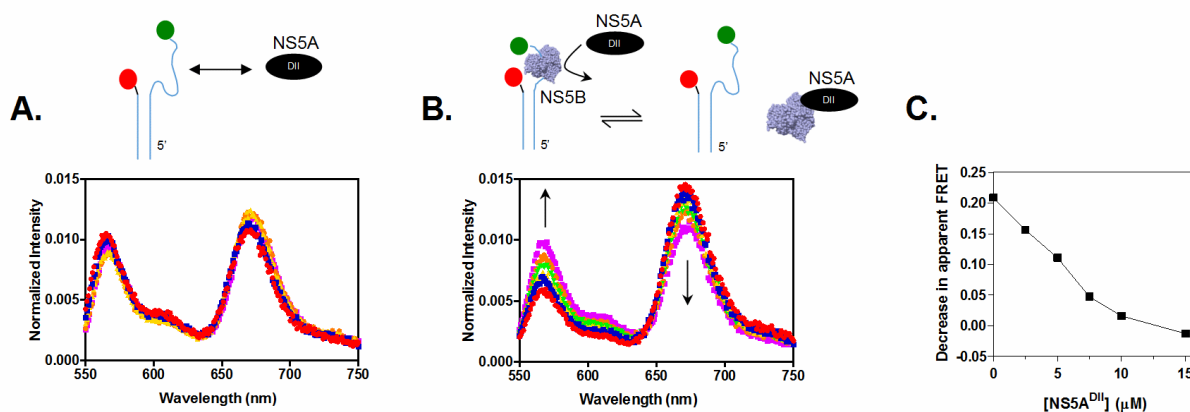 A.
NS5A
DII
5'
0.015
0.010
0.005
0.000
Normalized Intensity
550 600 650 700 750
Wavelength (nm)
B.
NS5A
DII
NS5B
5'
NS5A
DII
0.015
0.010
0.005
0.000
Normalized Intensity
550 600 650 700 750
Wavelength (nm)
C.
0.25
0.20
0.15
0.10
0.05
0.00
-0.05
Decrease in apparent FRET
0 5 10 15
[NS5A^DII] (μM)